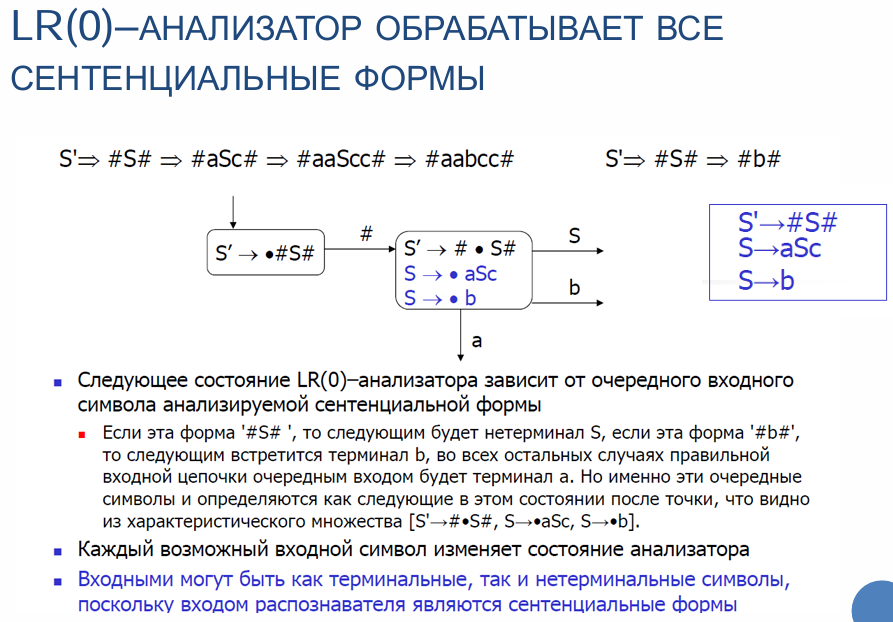 LR(0)–АНАЛИЗАТОР ОБРАБАТЫВАЕТ ВСЕ
СЕНТЕНЦИАЛЬНЫЕ ФОРМЫ
S'⇒ #S# ⇒ #aSc# ⇒ #aaScc# ⇒ #aabcc#
S'⇒ #S# ⇒ #b#
S′ → •#S#
#
S′ → # • S#
S → • aSc
S → • b
S
b
a
S'→#S#
S→aSc
S→b
Следующее состояние LR(0)–анализатора зависит от очередного входного
символа анализируемой сентенциальной формы
Если эта форма '#S# ', то следующим будет нетерминал S, если эта форма '#b#',
то следующим встретится терминал b, во всех остальных случаях правильной
входной цепочки очередным входом будет терминал a. Но именно эти очередные
символы и определяются как следующие в этом состоянии после точки, что видно
из характеристического множества [S'→#•S#, S→•aSc, S→•b].
Каждый возможный входной символ изменяет состояние анализатора
Входными могут быть как терминальные, так и нетерминальные символы,
поскольку входом распознавателя являются сентенциальные формы